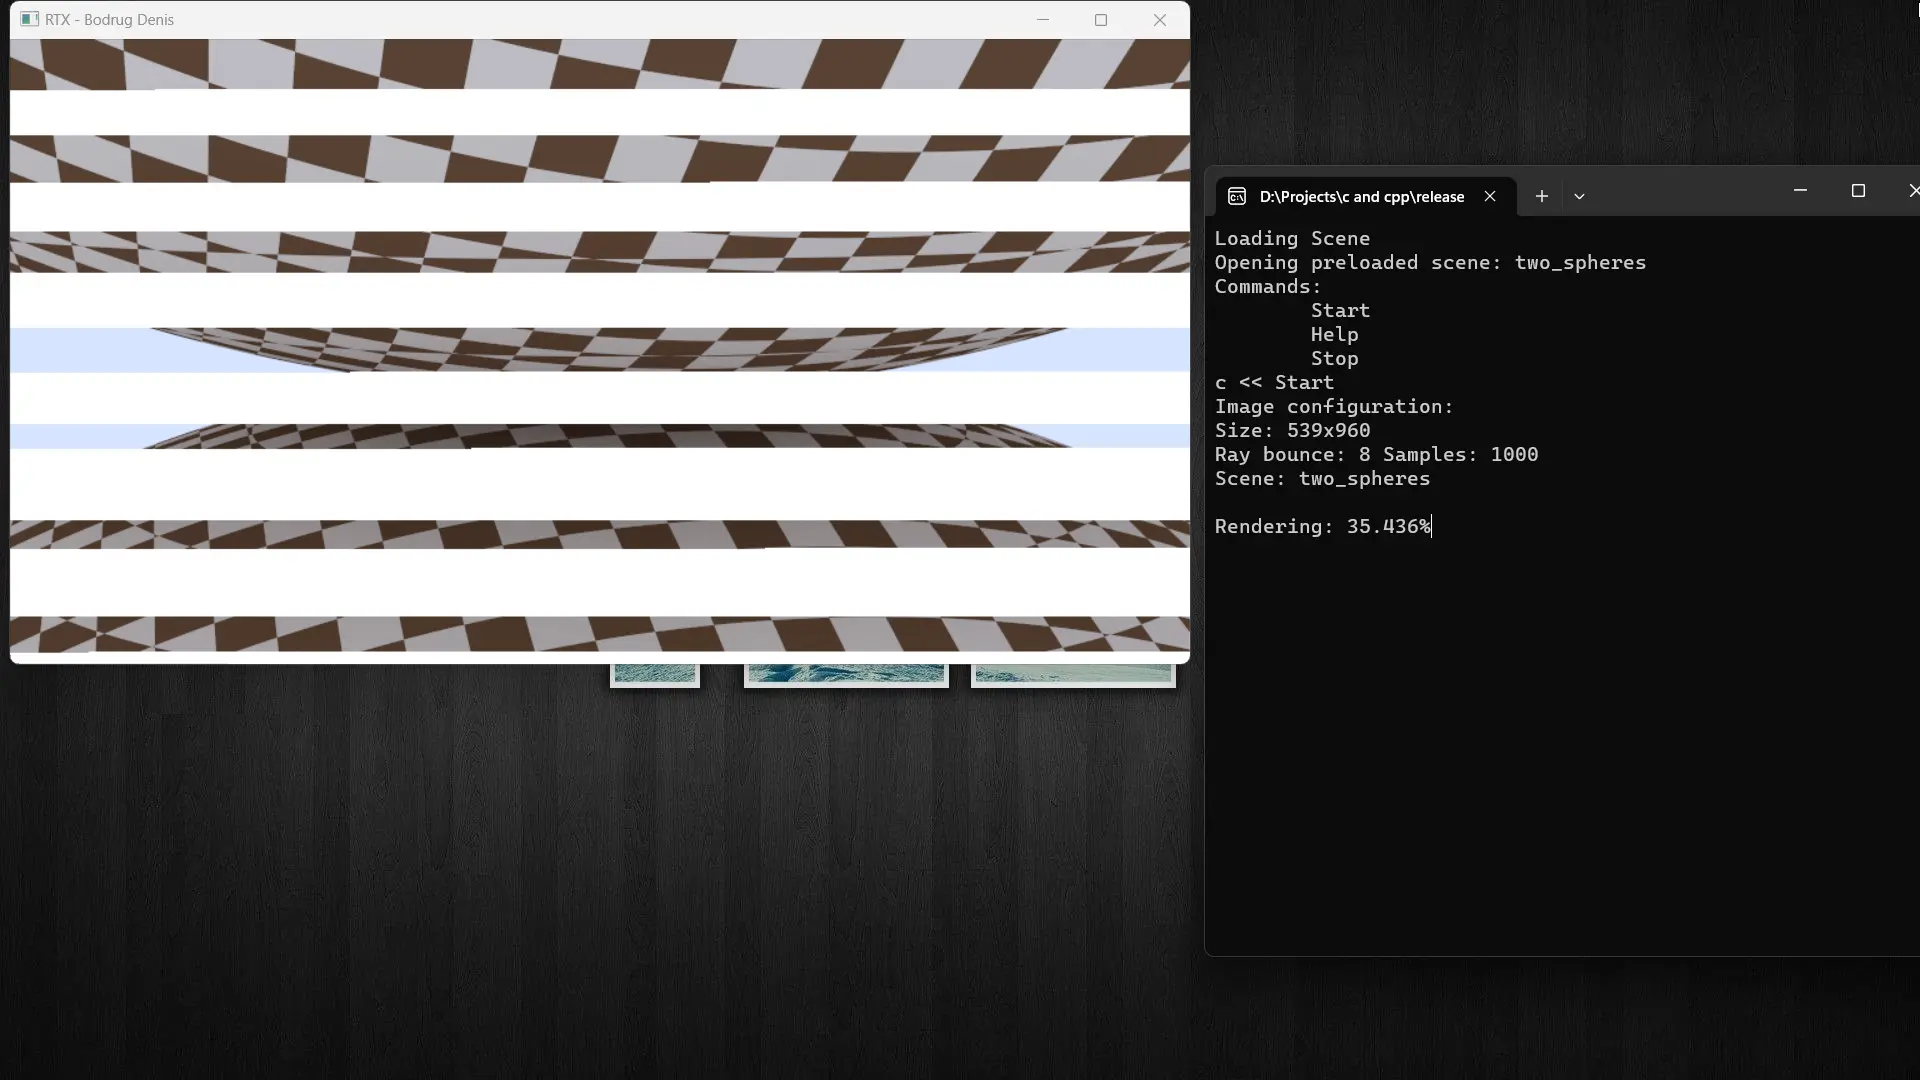 RTX - Bodrug Denis
D:\Projects\c and cpp\release
Loading Scene
Opening preloaded scene: two_spheres
Commands:
Start
Help
Stop
c << Start
Image configuration:
Size: 539x960
Ray bounce: 8 Samples: 1000
Scene: two_spheres
Rendering: 35.436%